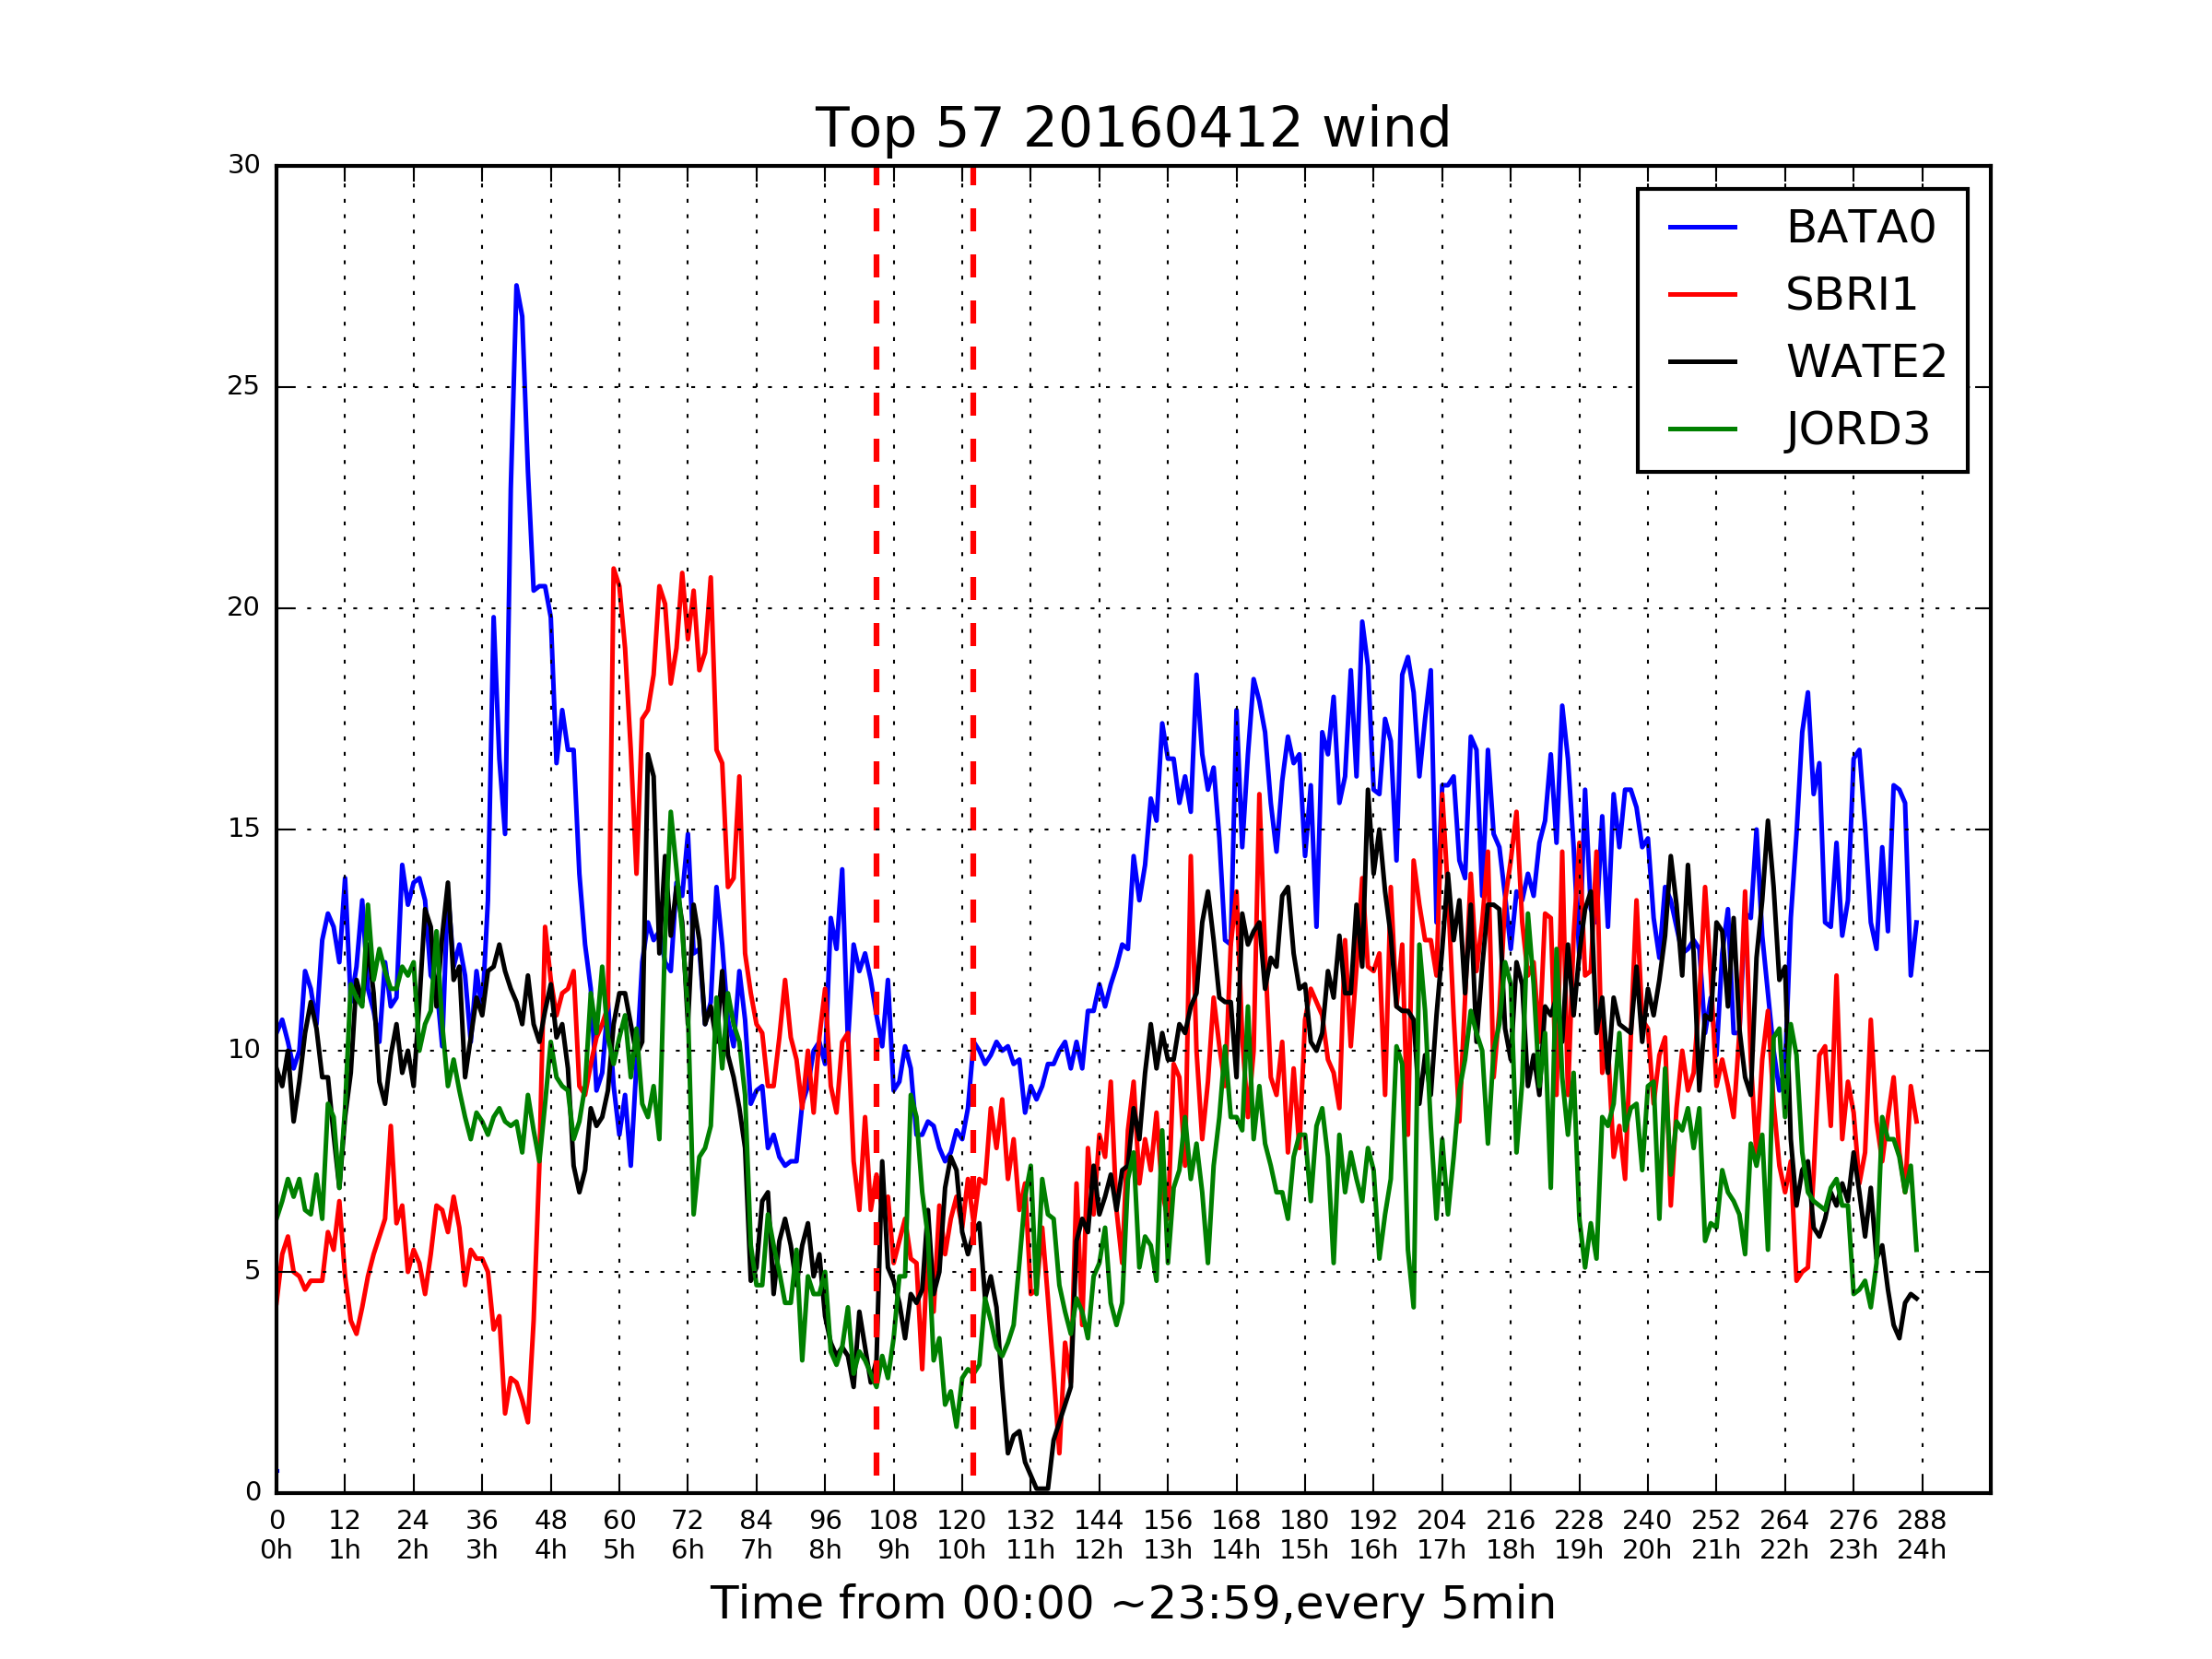 Top 57 20160412 wind
30
25
20
15
10
5
0
BATA0
SBRI1
WATE2
JORD3
0 12 24 36 48 60 72 84 96 108 120 132 144 156 168 180 192 204 216 228 240 252 264 276 288
0h 1h 2h 3h 4h 5h 6h 7h 8h 9h 10h 11h 12h 13h 14h 15h 16h 17h 18h 19h 20h 21h 22h 23h 24h
Time from 00:00 ~23:59,every 5min